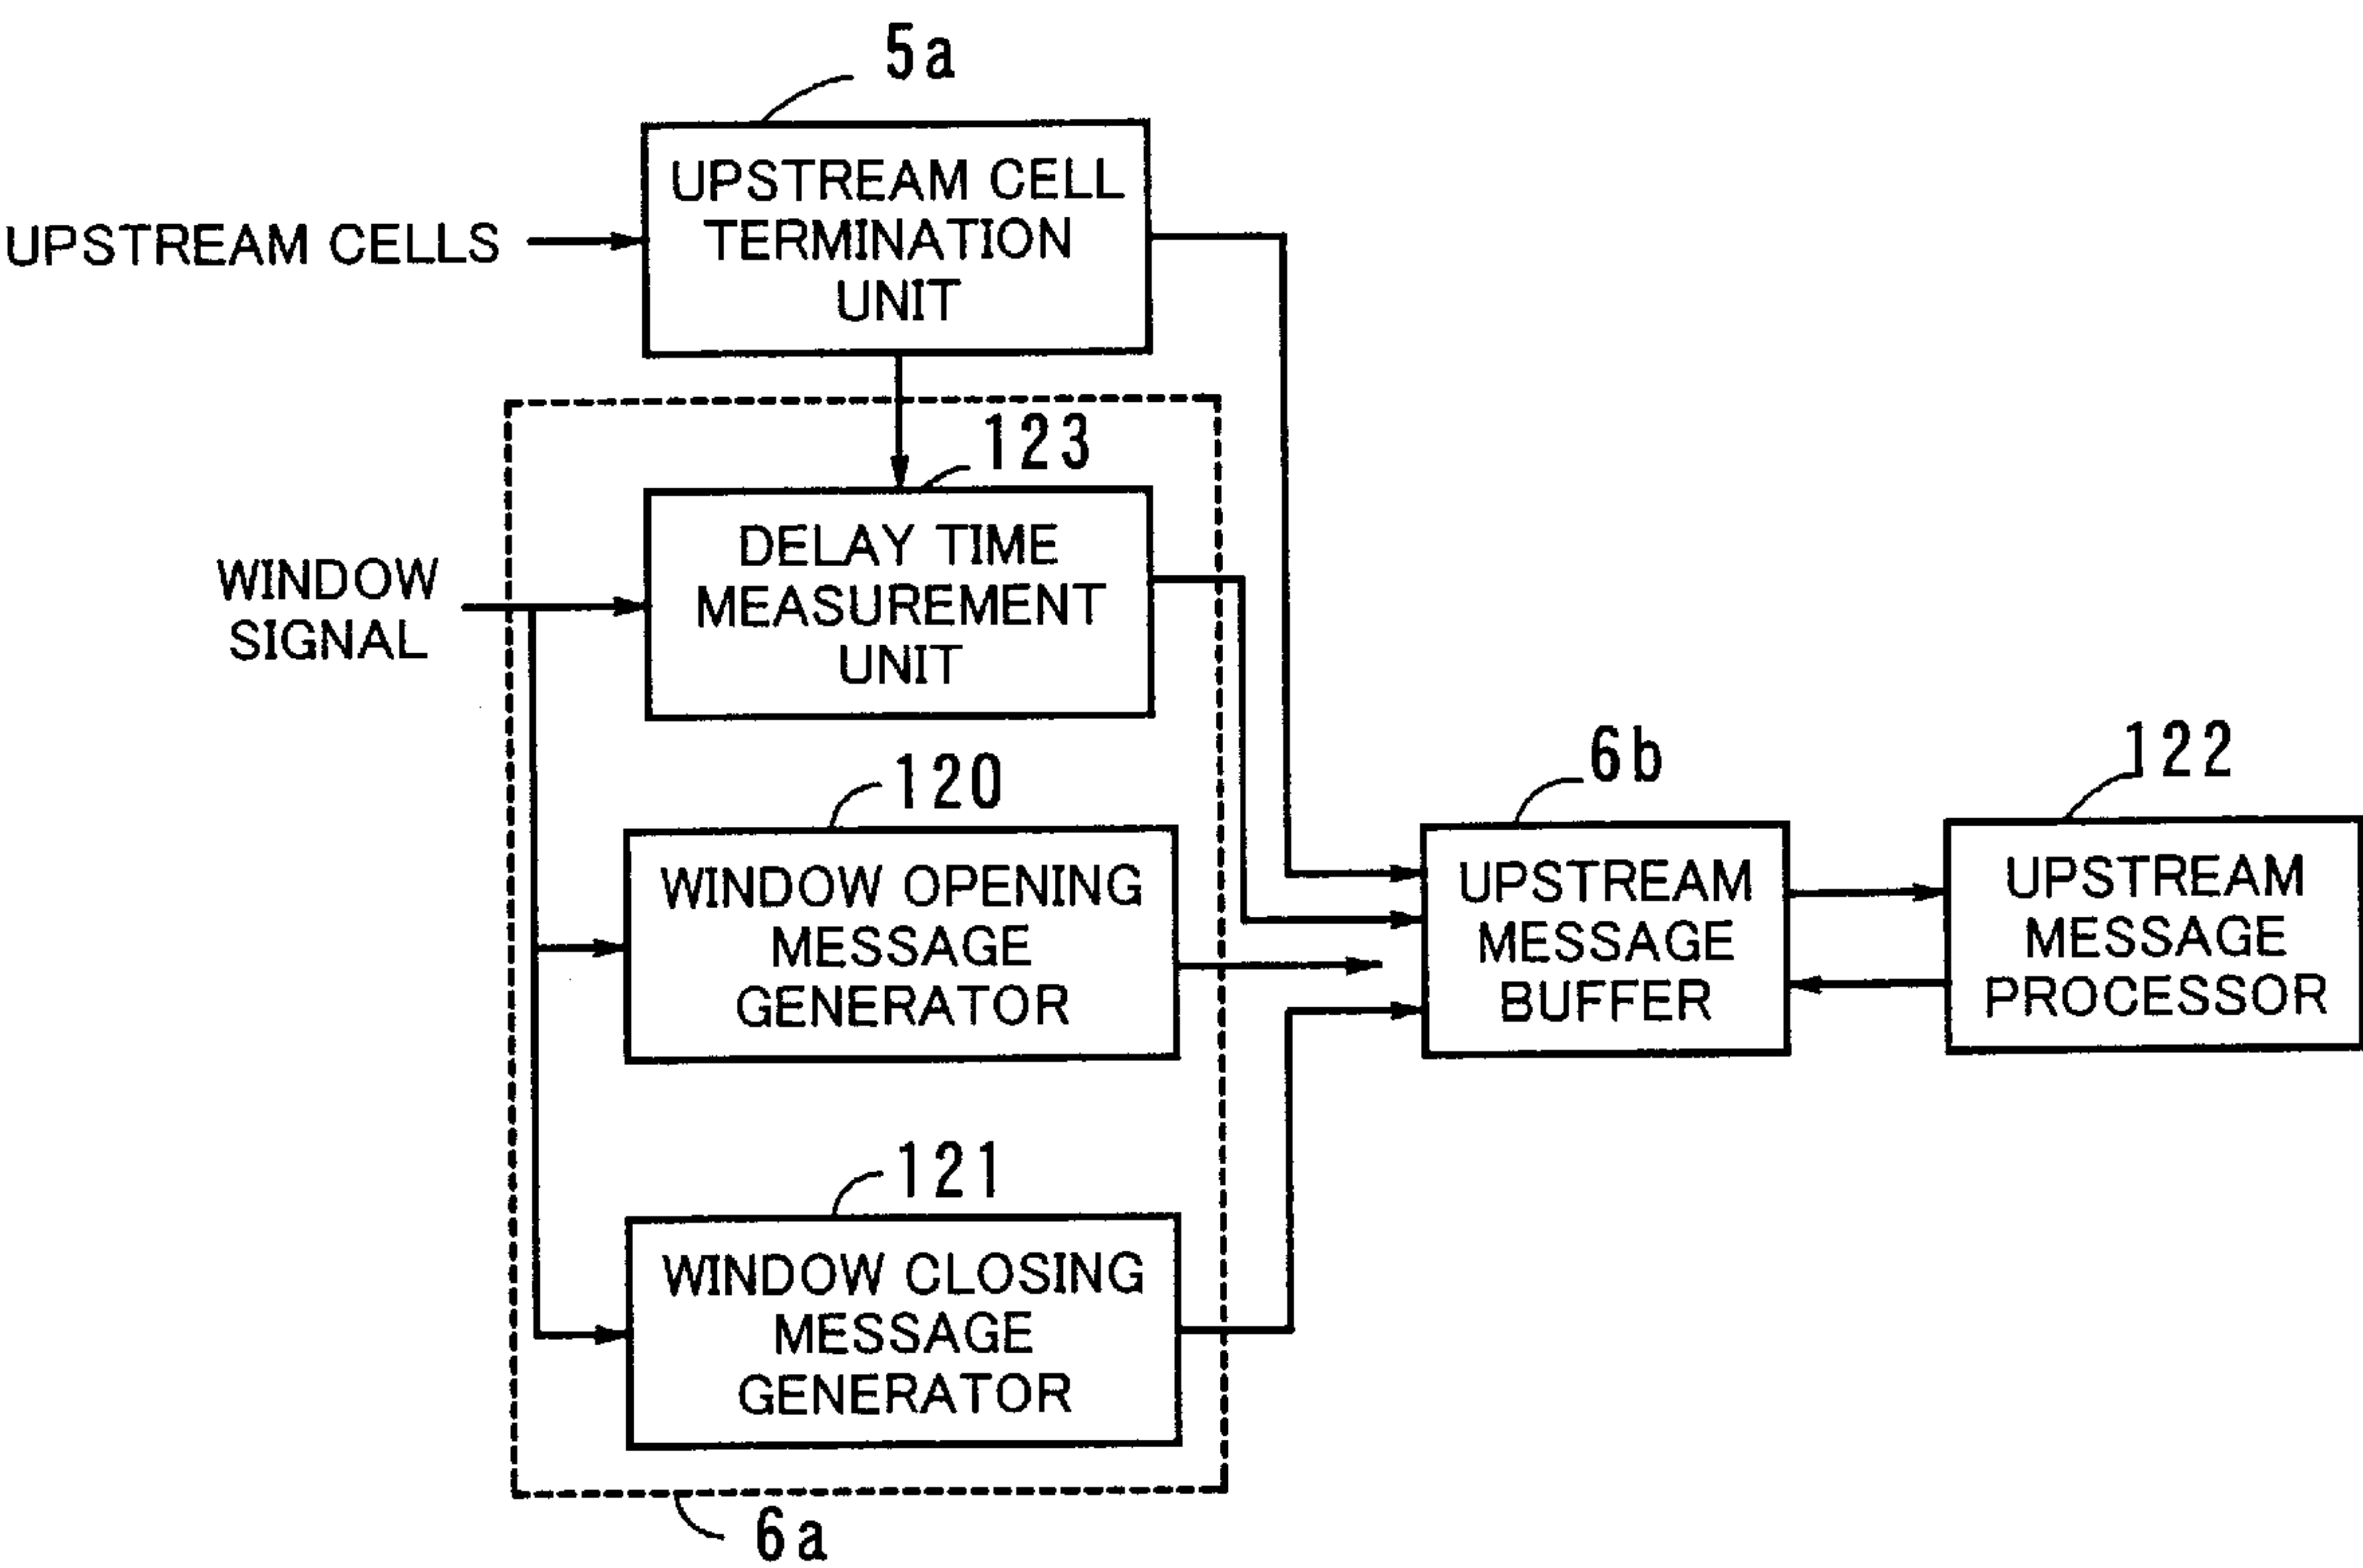 5a
UPSTREAM CELL
TERMINATION
UNIT
UPSTREAM CELLS
123
DELAY TIME
MEASUREMENT
UNIT
WINDOW
SIGNAL
120
WINDOW OPENING
MESSAGE
GENERATOR
6b
UPSTREAM
MESSAGE
BUFFER
122
UPSTREAM
MESSAGE
PROCESSOR
121
WINDOW CLOSING
MESSAGE
GENERATOR
6a